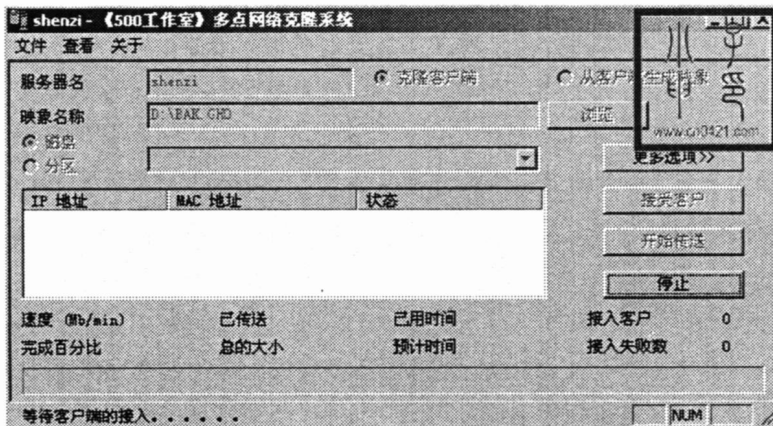 shenzi - 《500工作室》多点网络克隆系统
文件 查看 关于
服务器名 shenzi 克隆客户端 从客户端生成映象
映象名称 D:\BAK.GHO 浏览
www.cn0421.com
磁盘
分区 更多选项>>
IP 地址 MAC 地址 状态
接受客户
开始传送
停止
速度 (Mb/min) 已传送 已用时间 接入客户 0
完成百分比 总的大小 预计时间 接入失败数 0
等待客户端的接入......
NUM